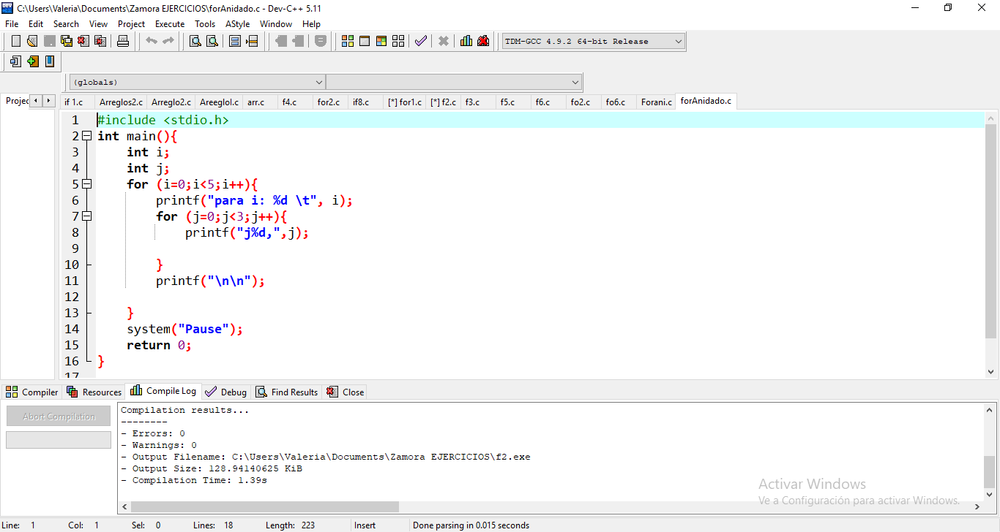 C:\Users\Valeria\Documents\Zamora EJERCICIOS\forAnidado.c - Dev-C++ 5.11
File Edit Search View Project Execute Tools AStyle Window Help
TDM-GCC 4.9.2 64-bit Release
(globals)
Projec if 1.c Arreglos2.c Arreglo2.c Areeglol.c arr.c f4.c for2.c if8.c [*] for1.c [*] f2.c f3.c f5.c f6.c fo2.c fo6.c Forani.c forAnidado.c
1 #include <stdio.h>
2 int main(){
3 int i;
4 int j;
5 for (i=0;i<5;i++){
6 printf("para i: %d \t", i);
7 for (j=0;j<3;j++){
8 printf("j%d,",j);
9
10 }
11 printf("\n\n");
12
13 }
14 system("Pause");
15 return 0;
16 }
17
Compiler Resources Compile Log Debug Find Results Close
Abort Compilation
Compilation results...
--------
- Errors: 0
- Warnings: 0
- Output Filename: C:\Users\Valeria\Documents\Zamora EJERCICIOS\f2.exe
- Output Size: 128.94140625 KiB
- Compilation Time: 1.39s
Activar Windows
Ve a Configuración para activar Windows.
Line: 1 Col: 1 Sel: 0 Lines: 18 Length: 223 Insert Done parsing in 0.015 seconds